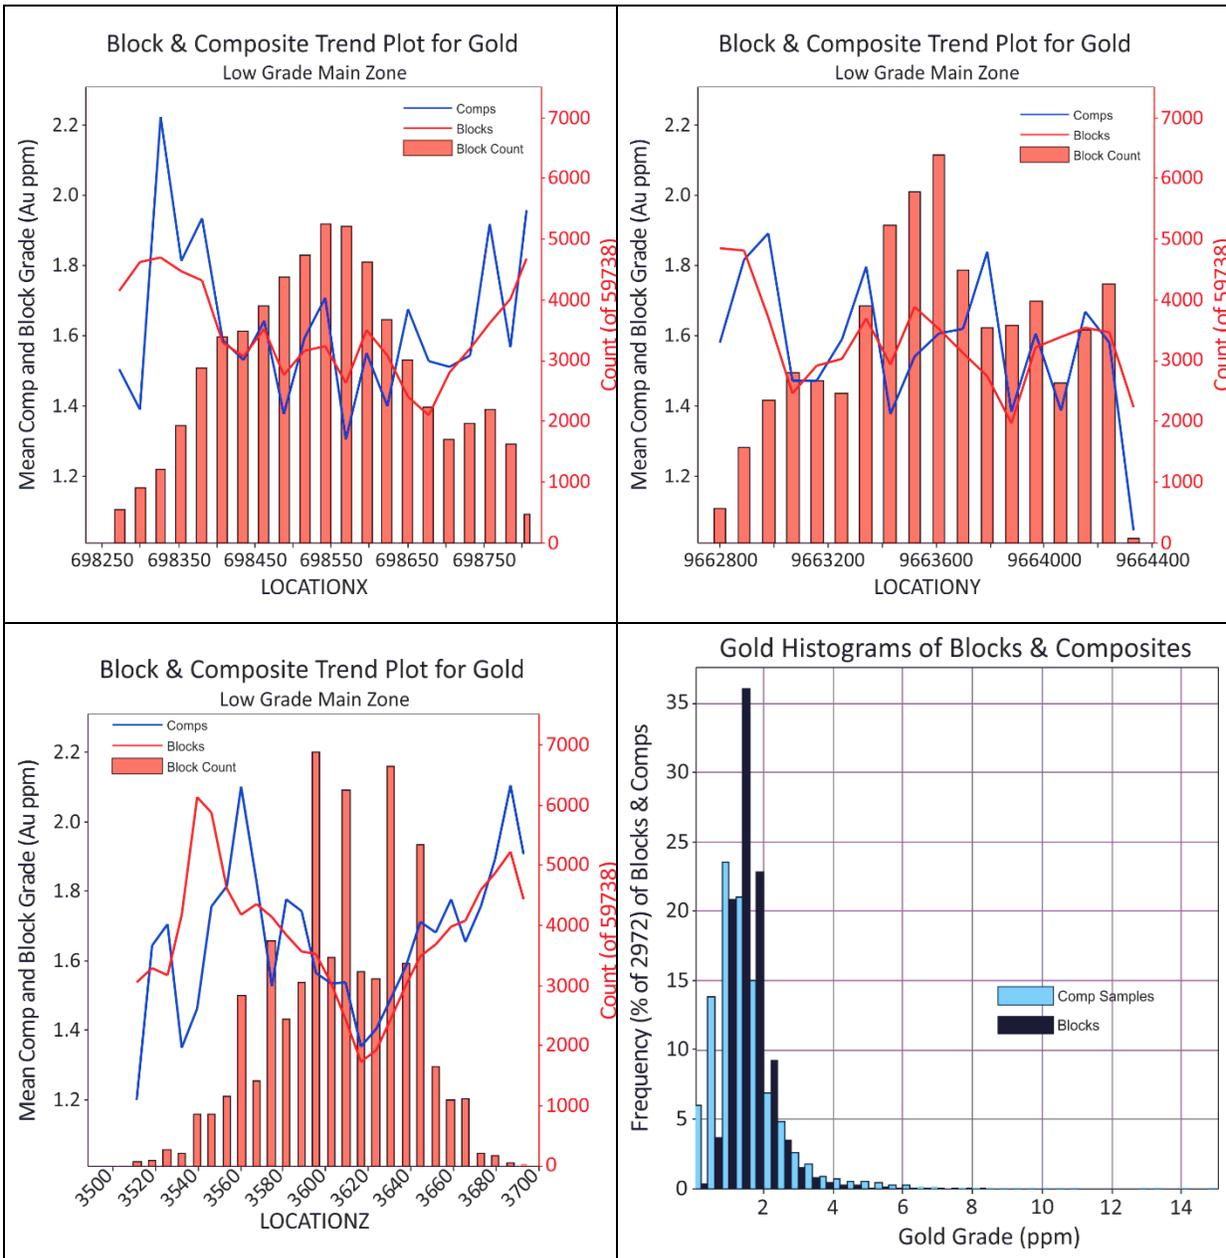 Block & Composite Trend Plot for Gold
Low Grade Main Zone
Comps
Blocks
Block Count
Mean Comp and Block Grade (Au ppm)
2.2
2.0
1.8
1.6
1.4
1.2
7000
6000
5000
4000
3000
2000
1000
0
Count (of 59738)
698250 698350 698450 698550 698650 698750
LOCATIONX
Block & Composite Trend Plot for Gold
Low Grade Main Zone
Comps
Blocks
Block Count
Mean Comp and Block Grade (Au ppm)
2.2
2.0
1.8
1.6
1.4
1.2
7000
6000
5000
4000
3000
2000
1000
0
Count (of 59738)
9662800 9663200 9663600 9664000 9664400
LOCATIONY
Block & Composite Trend Plot for Gold
Low Grade Main Zone
Comps
Blocks
Block Count
Mean Comp and Block Grade (Au ppm)
2.2
2.0
1.8
1.6
1.4
1.2
7000
6000
5000
4000
3000
2000
1000
0
Count (of 59738)
3500 3520 3540 3560 3580 3600 3620 3640 3660 3680 3700
LOCATIONZ
Gold Histograms of Blocks & Composites
Frequency (% of 2972) of Blocks & Comps
35
30
25
20
15
10
5
0
Comp Samples
Blocks
2 4 6 8 10 12 14
Gold Grade (ppm)